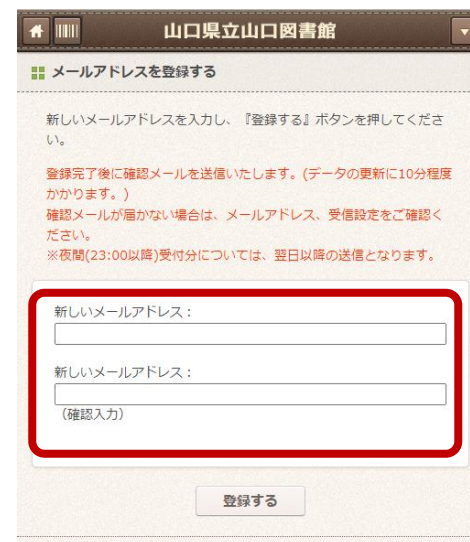 山口県立山口図書館
メールアドレスを登録する
新しいメールアドレスを入力し、『登録する』ボタンを押してくださ
い。
登録完了後に確認メールを送信いたします。(データの更新に10分程度
かかります。)
確認メールが届かない場合は、メールアドレス、受信設定をご確認く
ださい。
※夜間(23:00以降)受付分については、翌日以降の送信となります。
新しいメールアドレス：
新しいメールアドレス：
（確認入力）
登録する